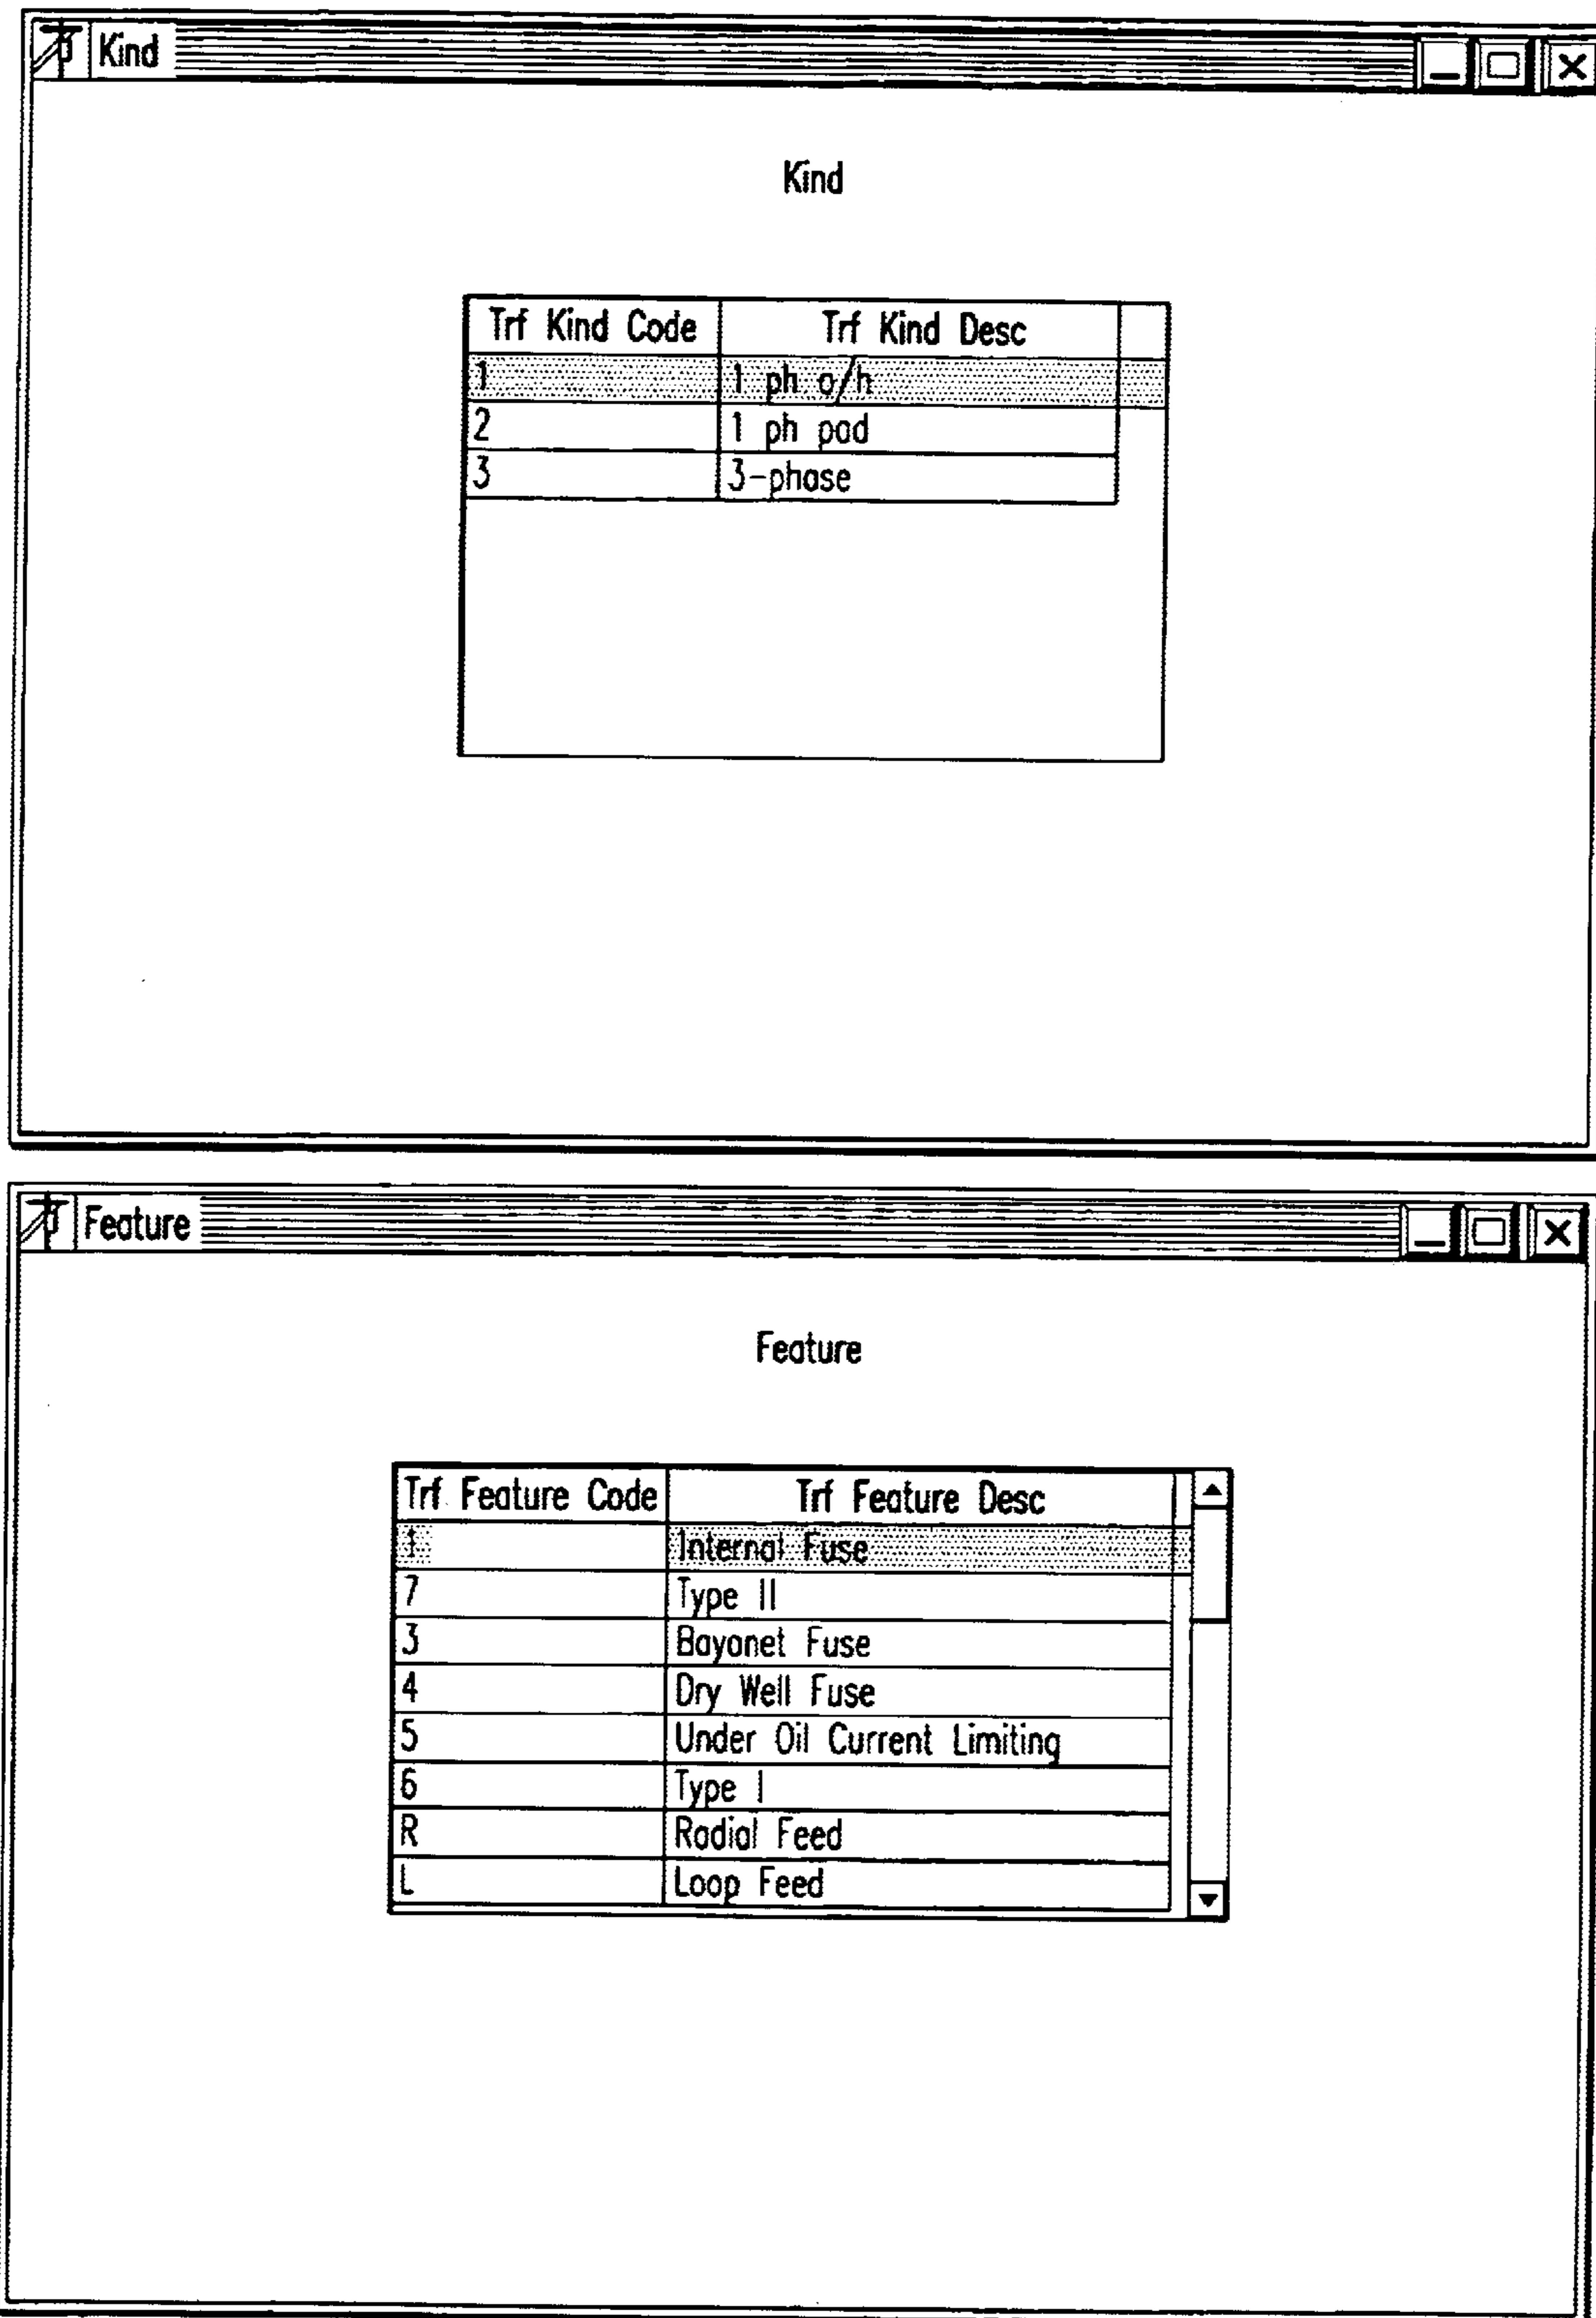 Kind
Kind
Trf Kind Code Trf Kind Desc
1 1 ph o/h
2 1 ph pad
3 3-phase
Feature
Feature
Trf Feature Code Trf Feature Desc
1 Internal Fuse
7 Type II
3 Bayonet Fuse
4 Dry Well Fuse
5 Under Oil Current Limiting
6 Type I
R Radial Feed
L Loop Feed